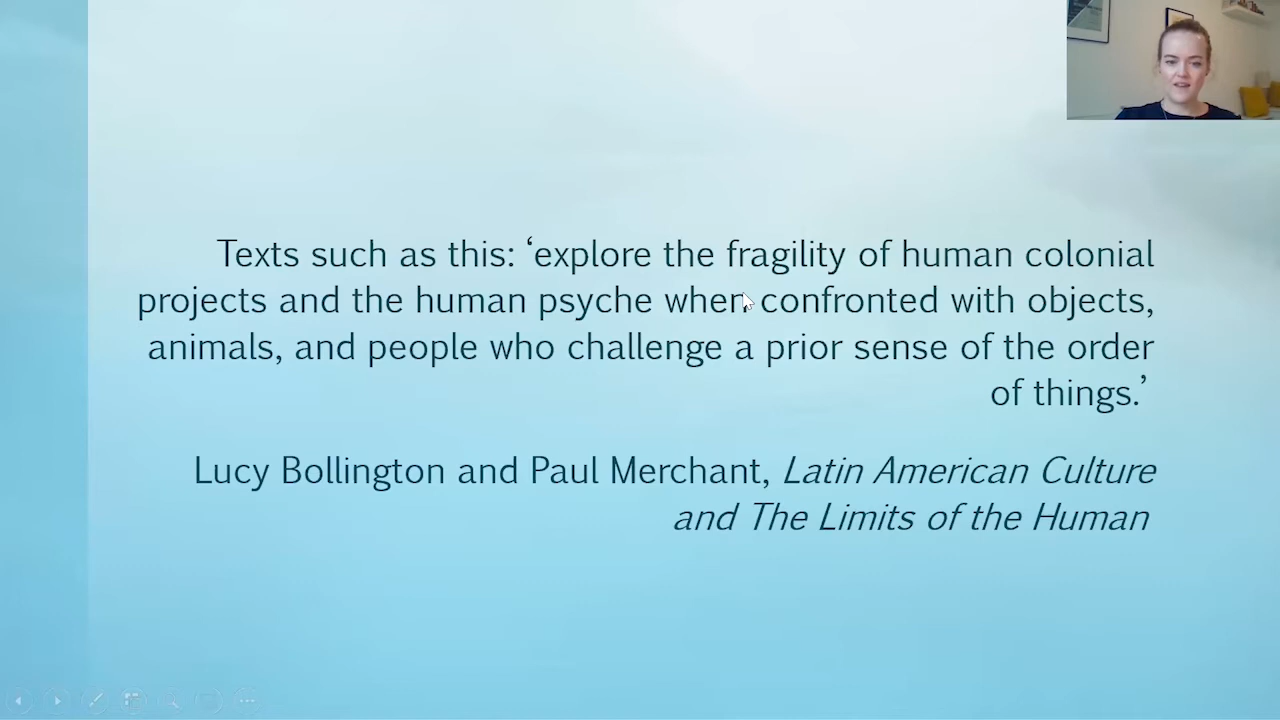 Texts such as this: ‘explore the fragility of human colonial
projects and the human psyche when confronted with objects,
animals, and people who challenge a prior sense of the order
of things.’
Lucy Bollington and Paul Merchant, Latin American Culture
and The Limits of the Human